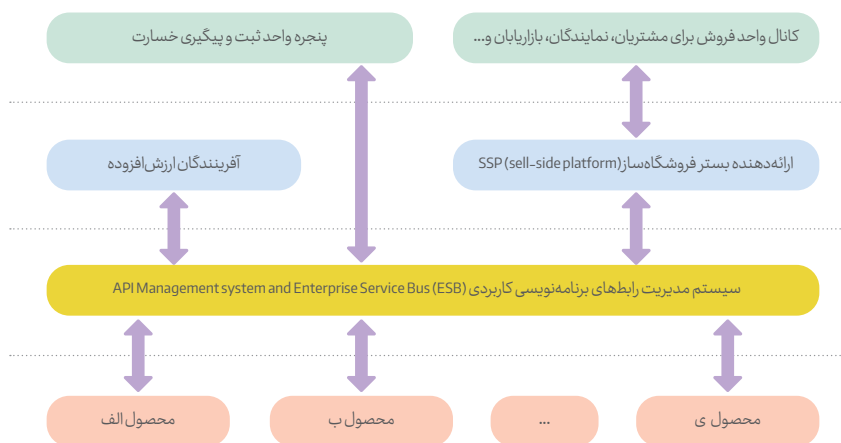 کانال واحد فروش برای مشتریان، نمایندگان، بازاریابان و...
پنجره واحد ثبت و پیگیری خسارت
ارائه‌دهنده بستر فروشگاه‌ساز SSP (sell-side platform)
آفرینندگان ارزش‌افزوده
سیستم مدیریت رابط‌های برنامه‌نویسی کاربردی API Management system and Enterprise Service Bus (ESB)
محصول ی
...
محصول ب
محصول الف